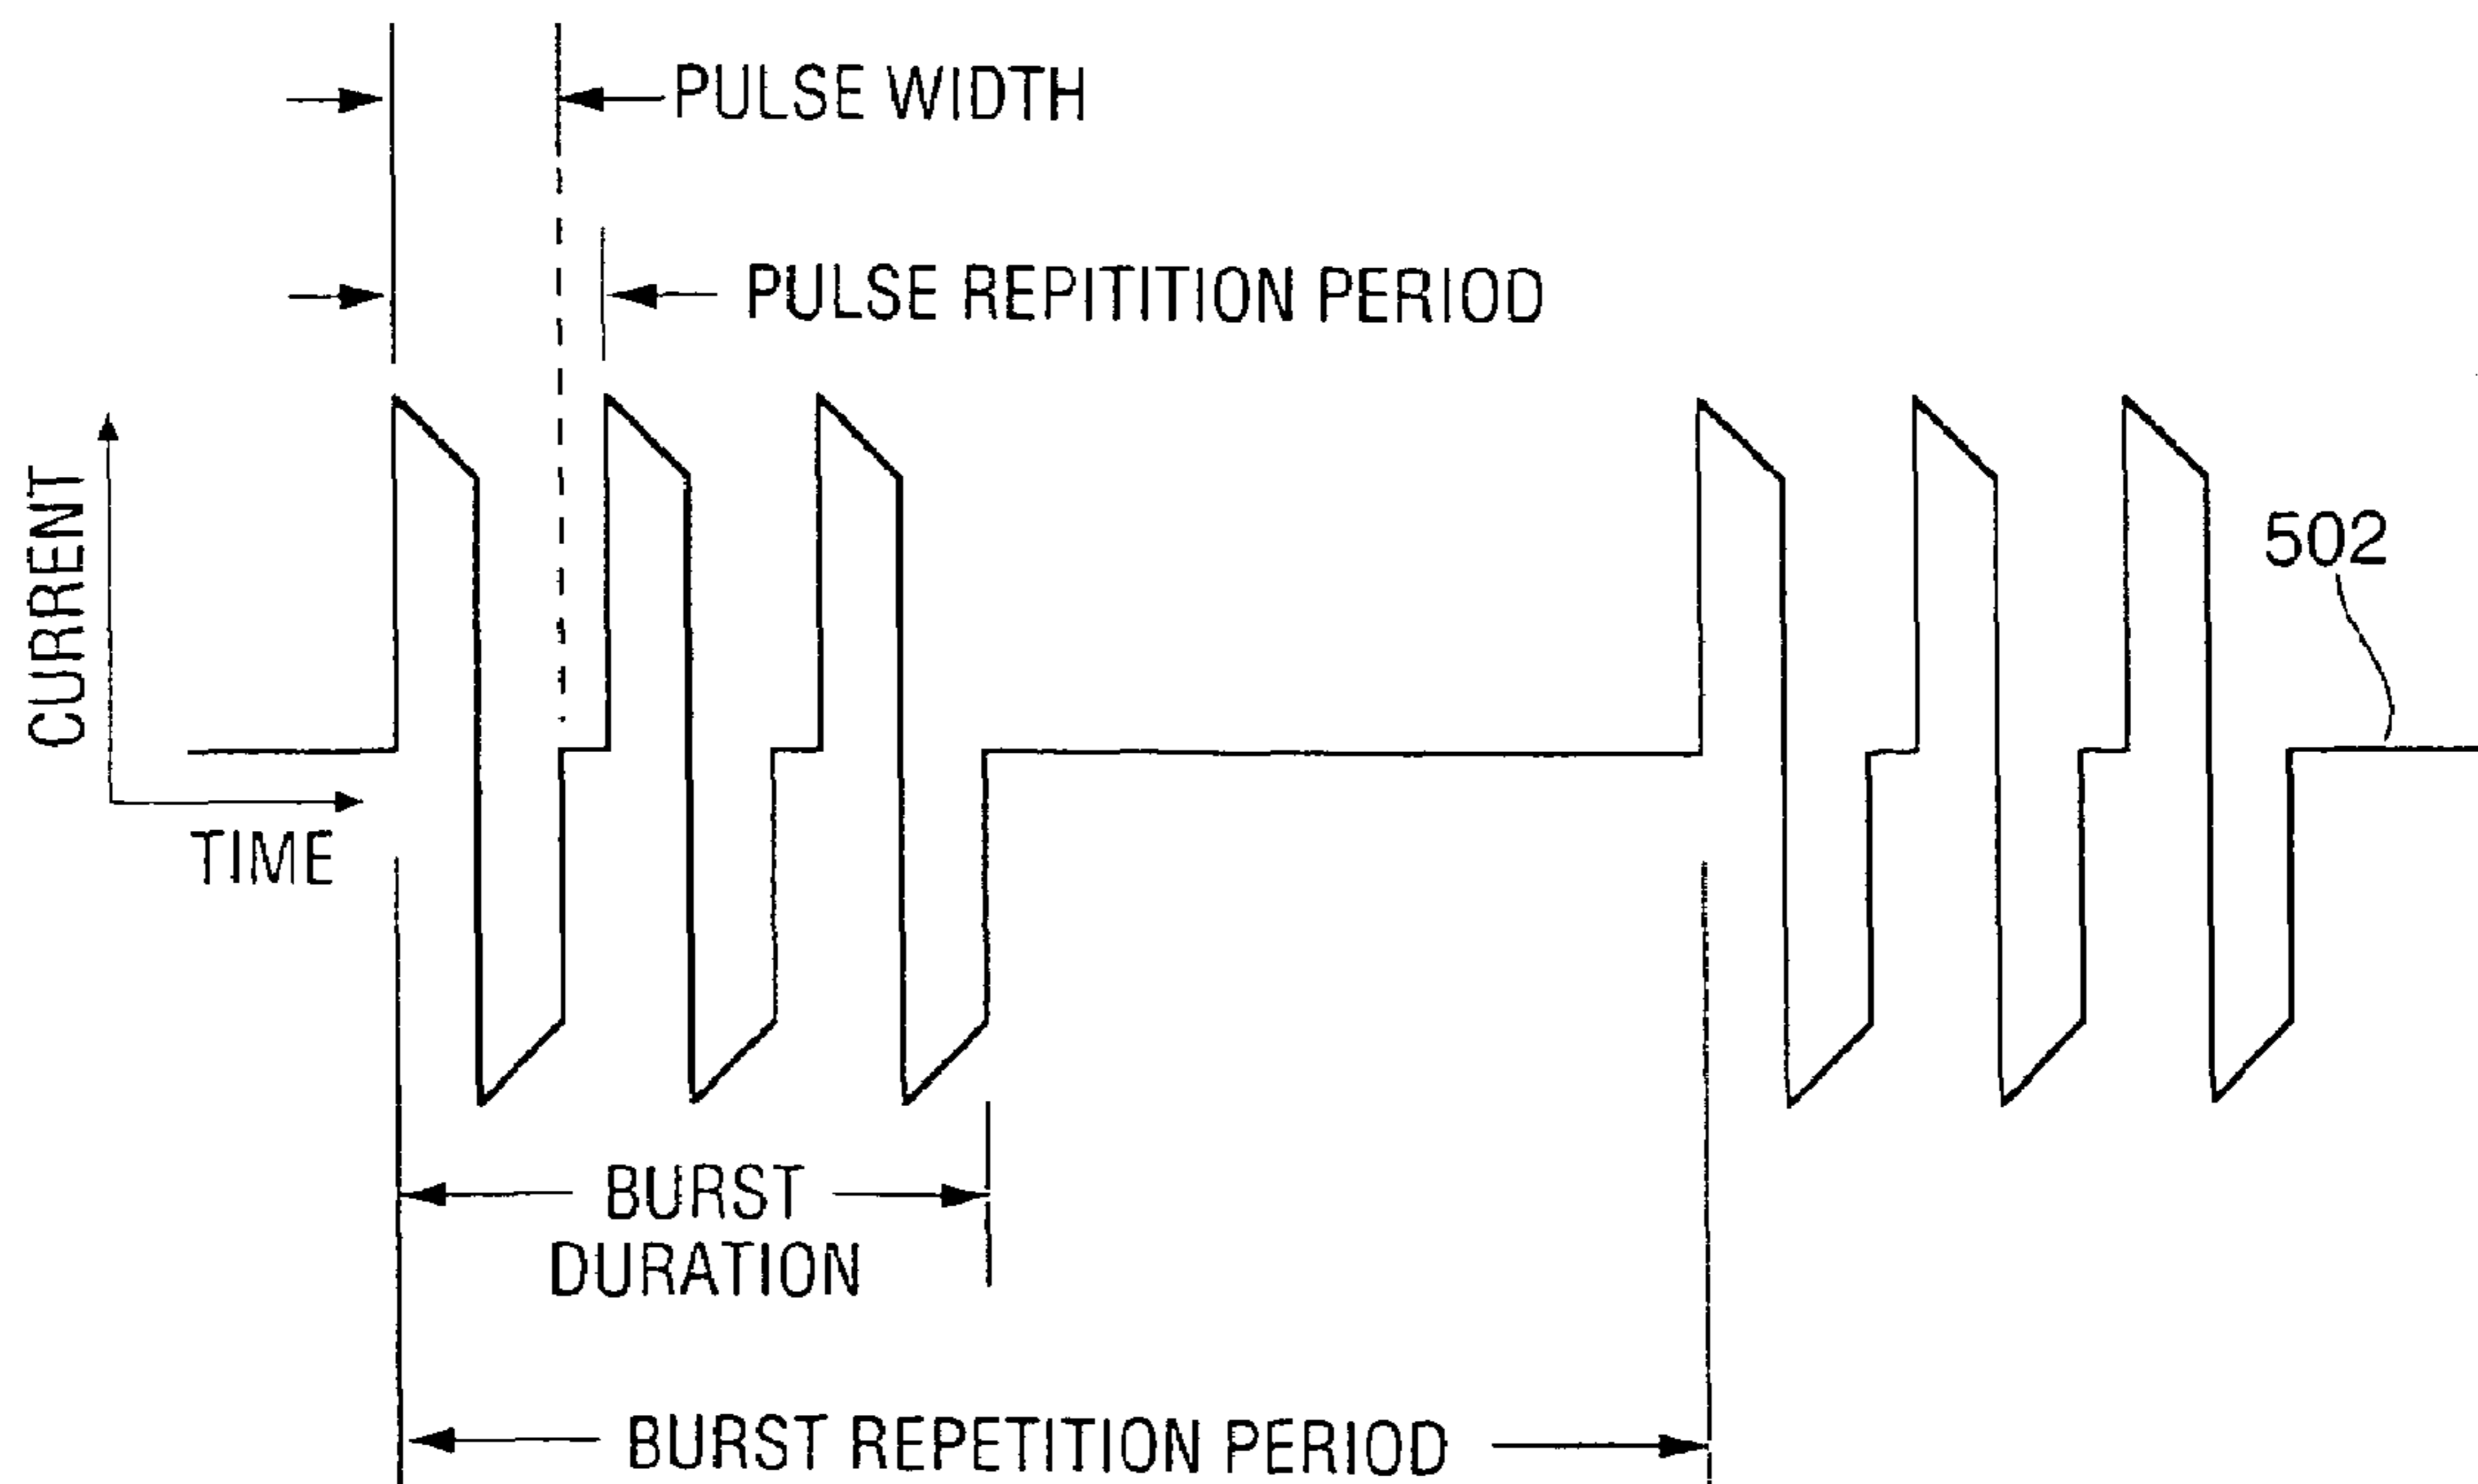 PULSE WIDTH
PULSE REPITITION PERIOD
CURRENT
502
TIME
BURST
DURATION
BURST REPETITION PERIOD